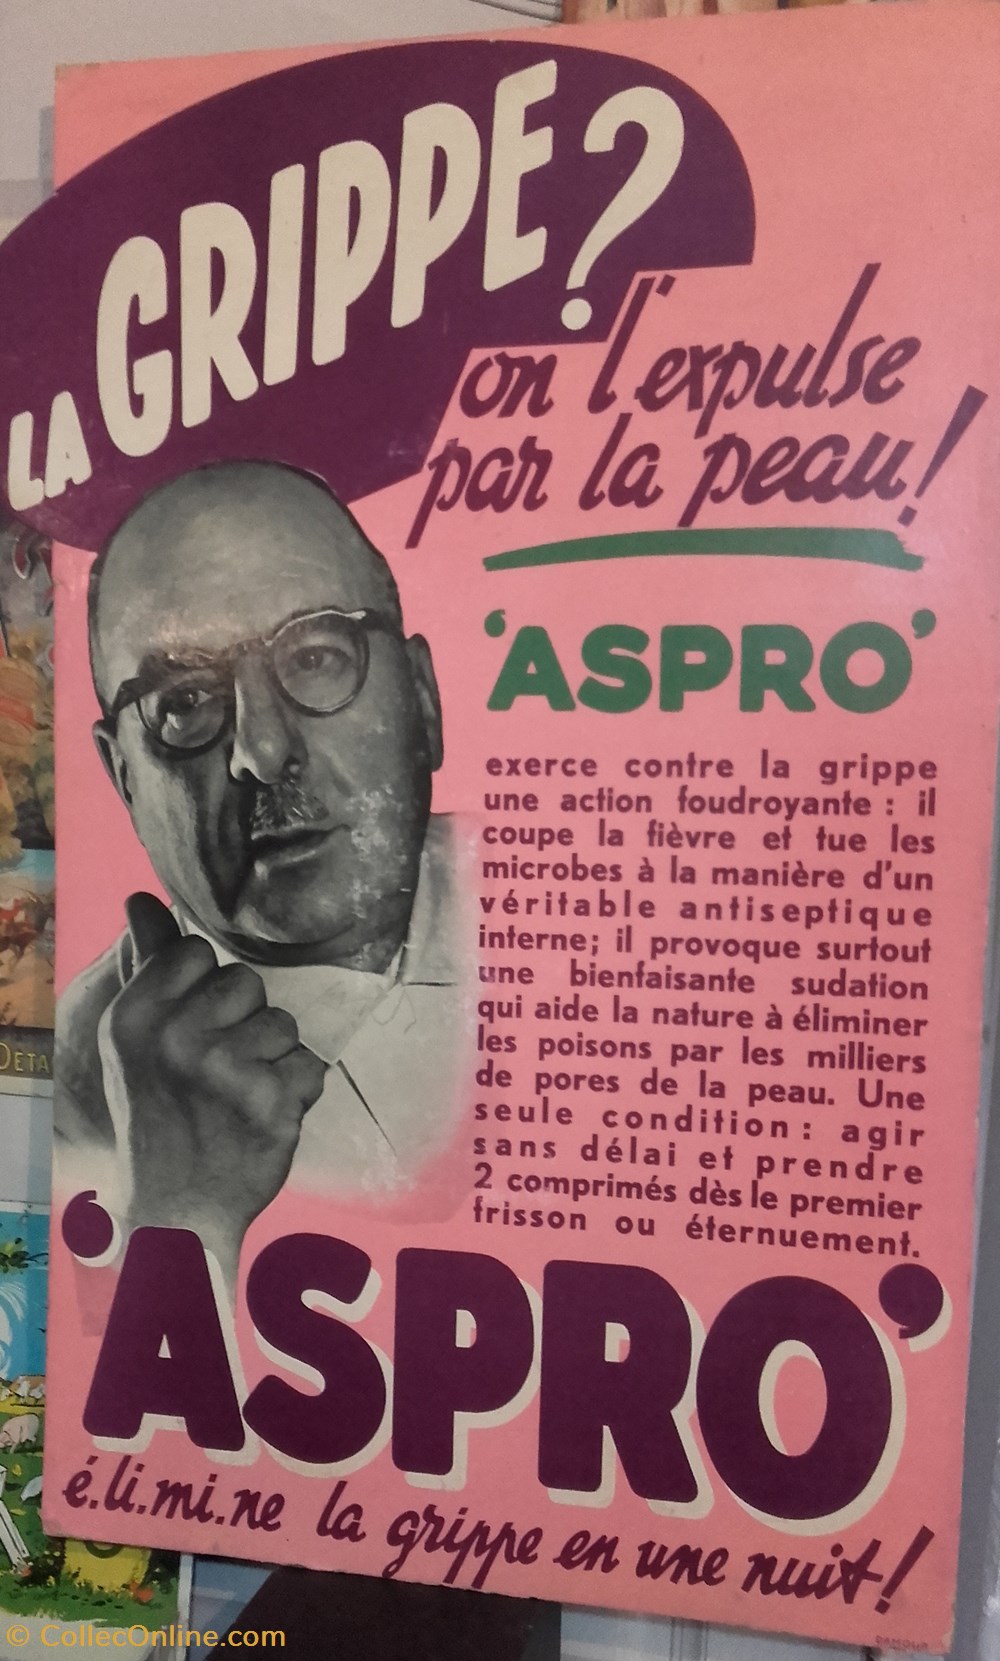 LA GRIPPE?
on l'expulse
par la peau!
'ASPRO'
exerce contre la grippe
une action foudroyante : il
coupe la fièvre et tue les
microbes à la manière d'un
véritable antiseptique
interne; il provoque surtout
une bienfaisante sudation
qui aide la nature à éliminer
les poisons par les milliers
de pores de la peau. Une
seule condition : agir
sans délai et prendre
2 comprimés dès le premier
frisson ou éternuement.
'ASPRO'
é.li.mi.ne la grippe en une nuit!
DAMOUR
DETA
© CollecOnline.com